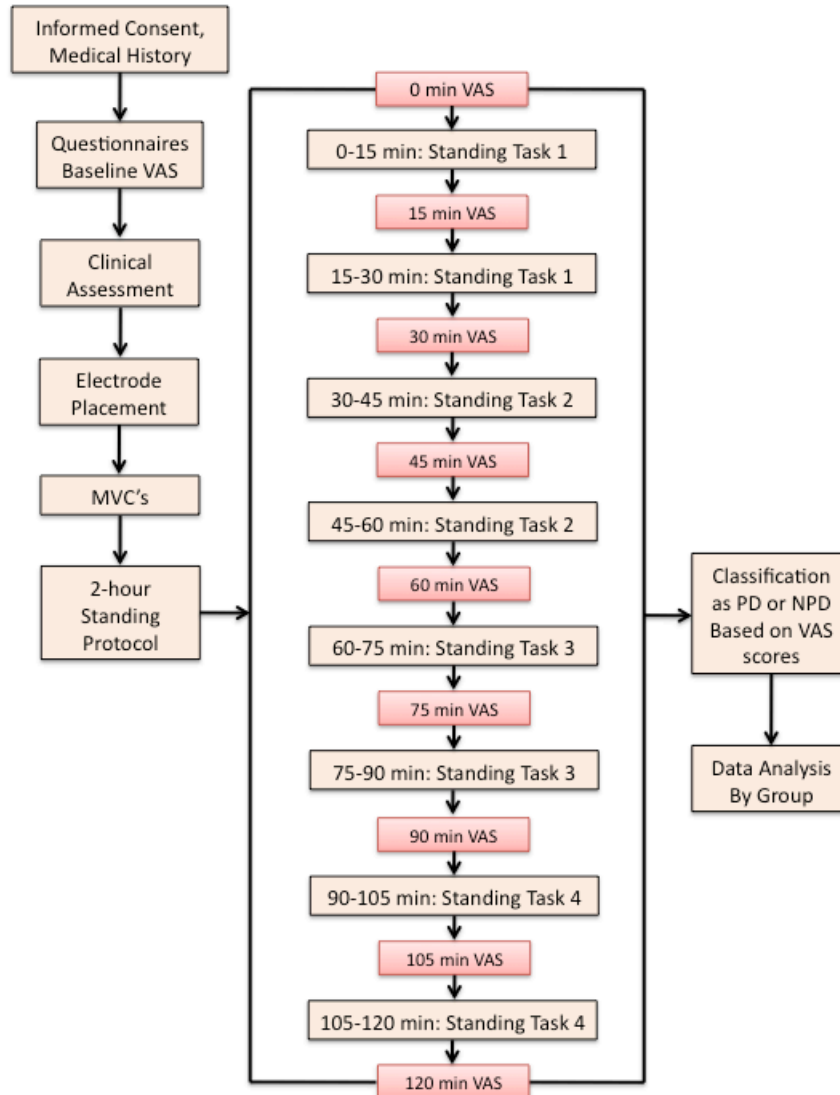 Informed Consent,
Medical History
Questionnaires
Baseline VAS
Clinical
Assessment
Electrode
Placement
MVC's
2-hour
Standing
Protocol
0 min VAS
0-15 min: Standing Task 1
15 min VAS
15-30 min: Standing Task 1
30 min VAS
30-45 min: Standing Task 2
45 min VAS
45-60 min: Standing Task 2
60 min VAS
60-75 min: Standing Task 3
75 min VAS
75-90 min: Standing Task 3
90 min VAS
90-105 min: Standing Task 4
105 min VAS
105-120 min: Standing Task 4
120 min VAS
Classification
as PD or NPD
Based on VAS
scores
Data Analysis
By Group